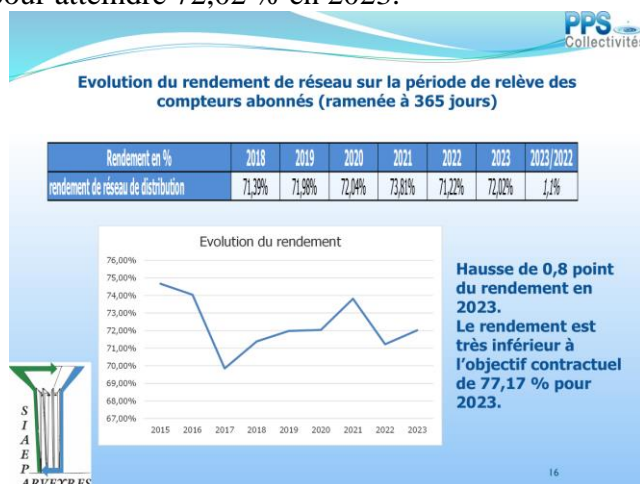 pour atteindre 72,02 % en 2023.
PPS
Collectivités
Evolution du rendement de réseau sur la période de relève des
compteurs abonnés (ramenée à 365 jours)
Rendement en % 2018 2019 2020 2021 2022 2023 2023/2022
rendement de réseau de distribution 71,39% 71,98% 72,04% 73,81% 71,22% 72,02% 1,1%
Evolution du rendement
76,00%
75,00%
74,00%
73,00%
72,00%
71,00%
70,00%
69,00%
68,00%
67,00%
2015 2016 2017 2018 2019 2020 2021 2022 2023
Hausse de 0,8 point
du rendement en
2023.
Le rendement est
très inférieur à
l'objectif contractuel
de 77,17 % pour
2023.
S
I
A
E
P
ARVEYRES
16